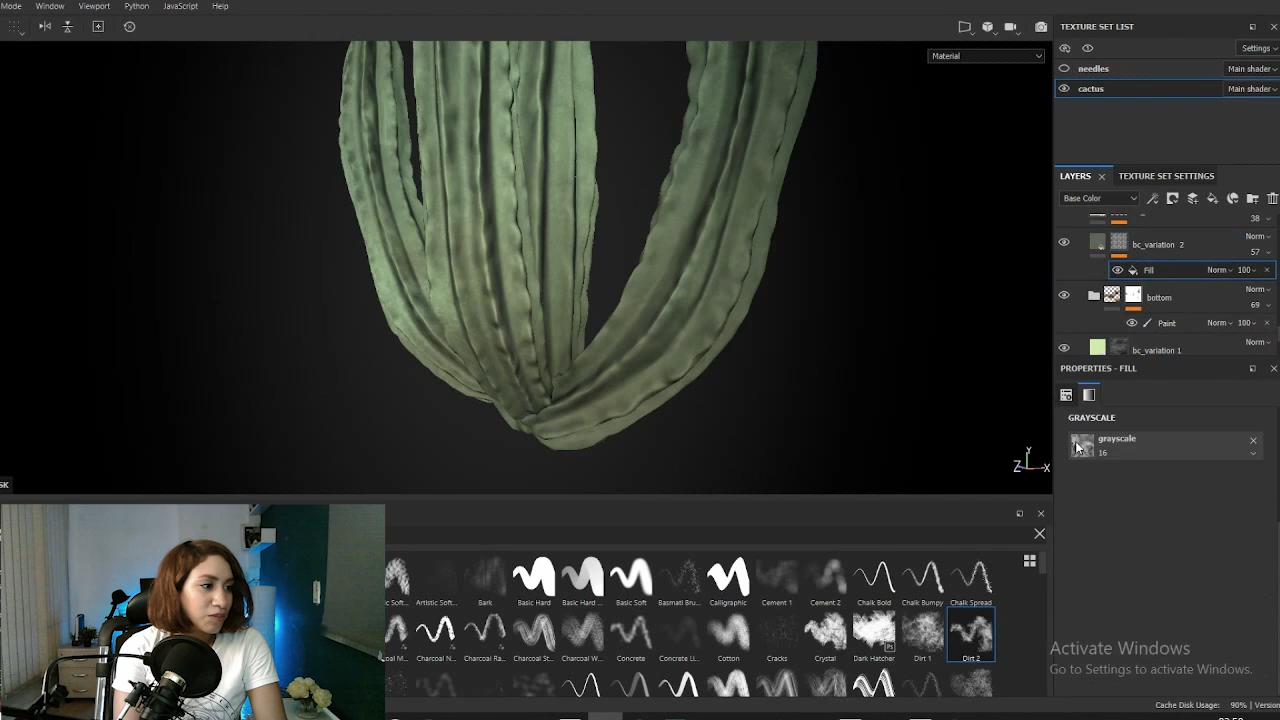 Mode Window Viewport Python JavaScript Help
TEXTURE SET LIST
Settings
Material
needles Main shader
cactus Main shader
LAYERS TEXTURE SET SETTINGS
Base Color
38
Norm
bc_variation 2
57
Fill Norm 100
Norm
bottom
69
Paint Norm 100
Norm
bc_variation 1
PROPERTIES - FILL
GRAYSCALE
grayscale
16
Y
Z X
SK
c Soft... Artistic Soft... Bark Basic Hard Basic Hard ... Basic Soft Basmati Bru... Calligraphic Cement 1 Cement 2 Chalk Bold Chalk Bumpy Chalk Spread
Ps
al M... Charcoal N... Charcoal Ra... Charcoal St... Charcoal W... Concrete Concrete Li... Cotton Cracks Crystal Dark Hatcher Dirt 1 Dirt 2
Activate Windows
Go to Settings to activate Windows.
Cache Disk Usage: 90% | Version